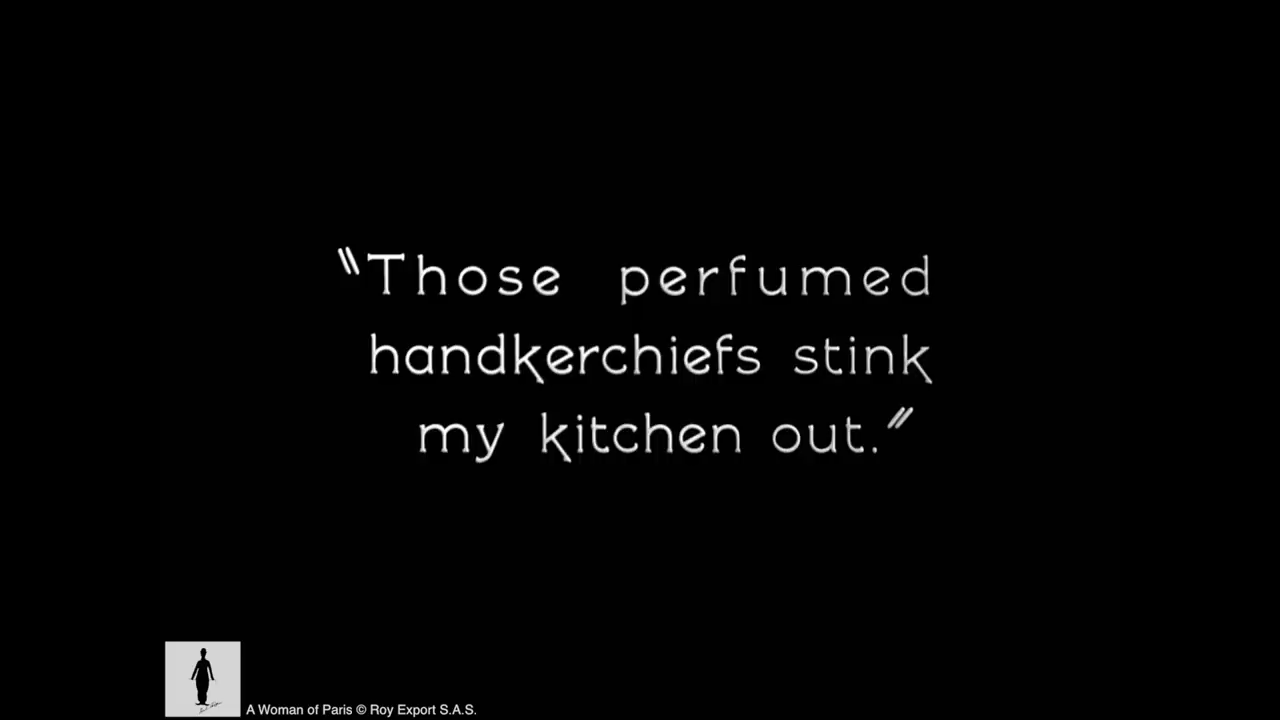 "Those perfumed
handkerchiefs stink
my kitchen out."
A Woman of Paris © Roy Export S.A.S.